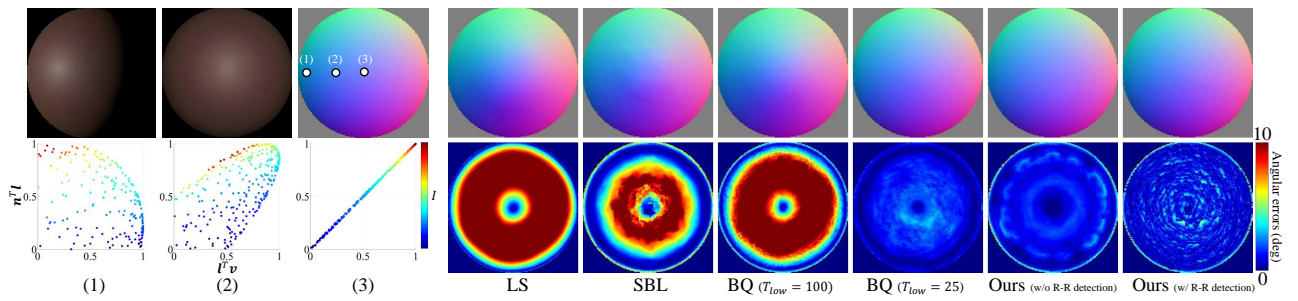 (1) (2) (3)
10
1 1 1
0.5 0.5 0.5
0 0 0
0 0.5 1 0 0.5 1 0 0.5 1
n^T l
l^T v
I
Angular errors (deg)
0
(1) (2) (3) LS SBL BQ (T_low = 100) BQ (T_low = 25) Ours (w/o R-R detection) Ours (w/ R-R detection)